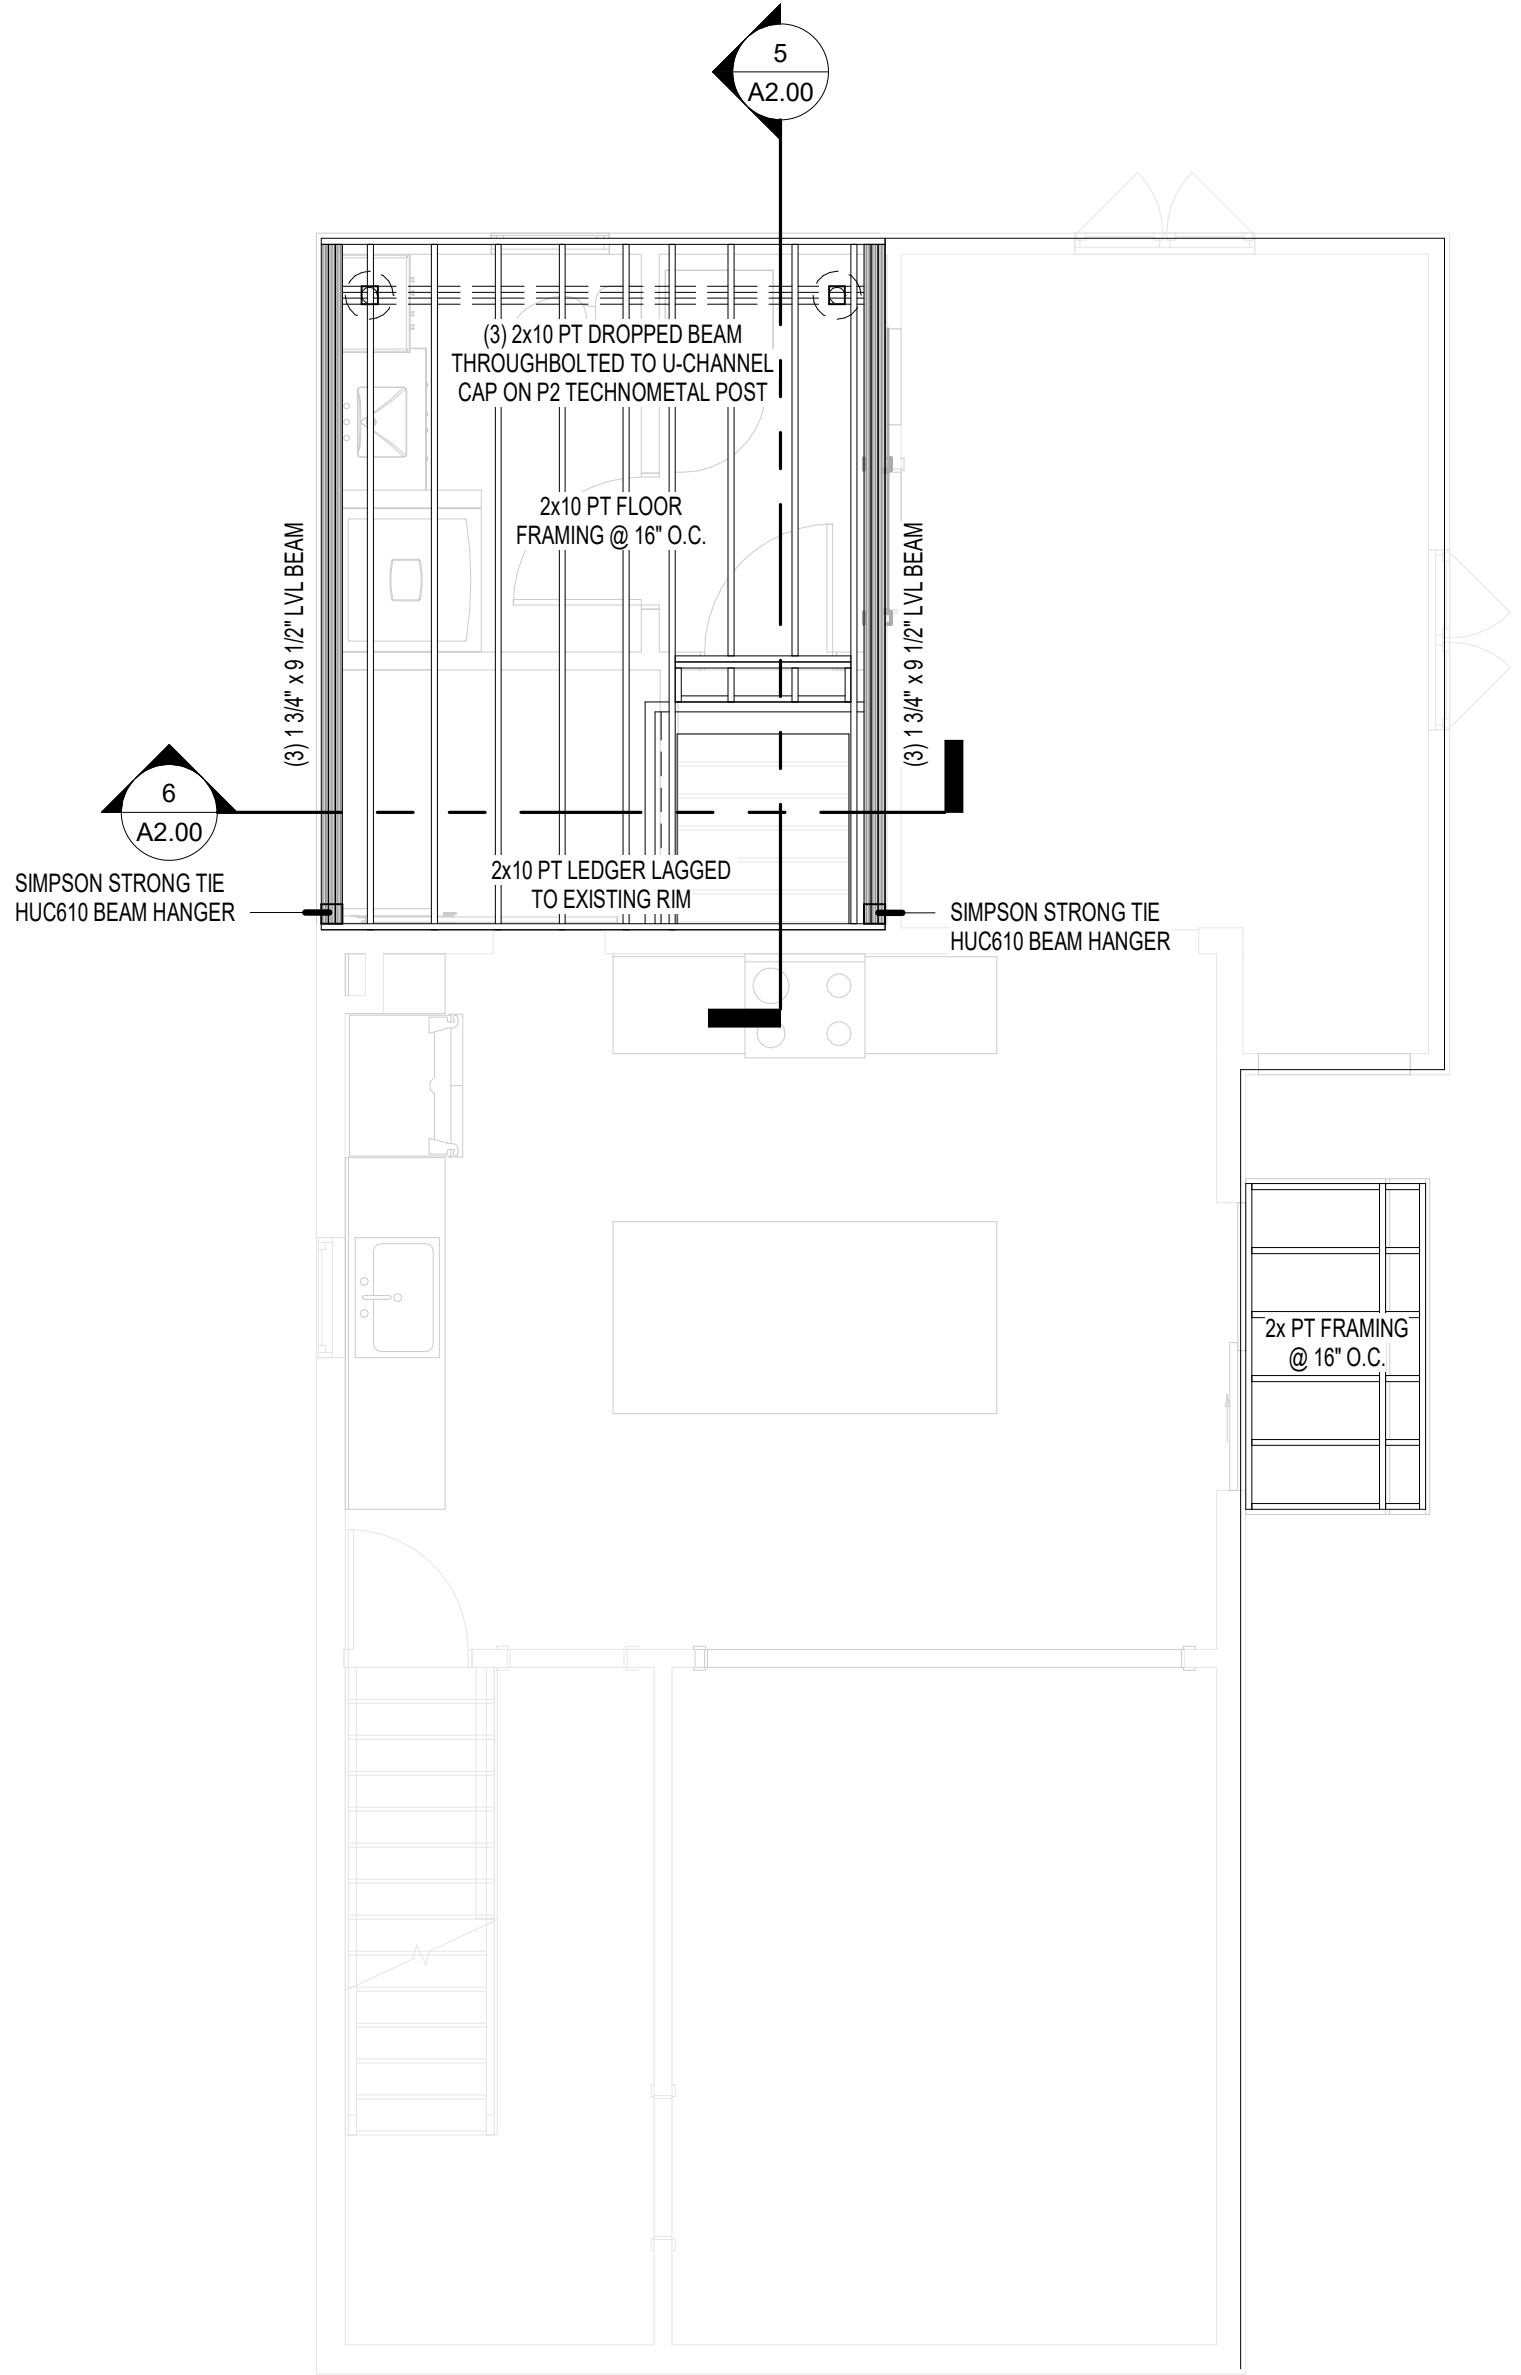 5
A2.00
(3) 2x10 PT DROPPED BEAM
THROUGHBOLTED TO U-CHANNEL
CAP ON P2 TECHNOMETAL POST
2x10 PT FLOOR
FRAMING @ 16" O.C.
(3) 1 3/4" x 9 1/2" LVL BEAM
(3) 1 3/4" x 9 1/2" LVL BEAM
6
A2.00
SIMPSON STRONG TIE
HUC610 BEAM HANGER
2x10 PT LEDGER LAGGED
TO EXISTING RIM
SIMPSON STRONG TIE
HUC610 BEAM HANGER
2x PT FRAMING
@ 16" O.C.